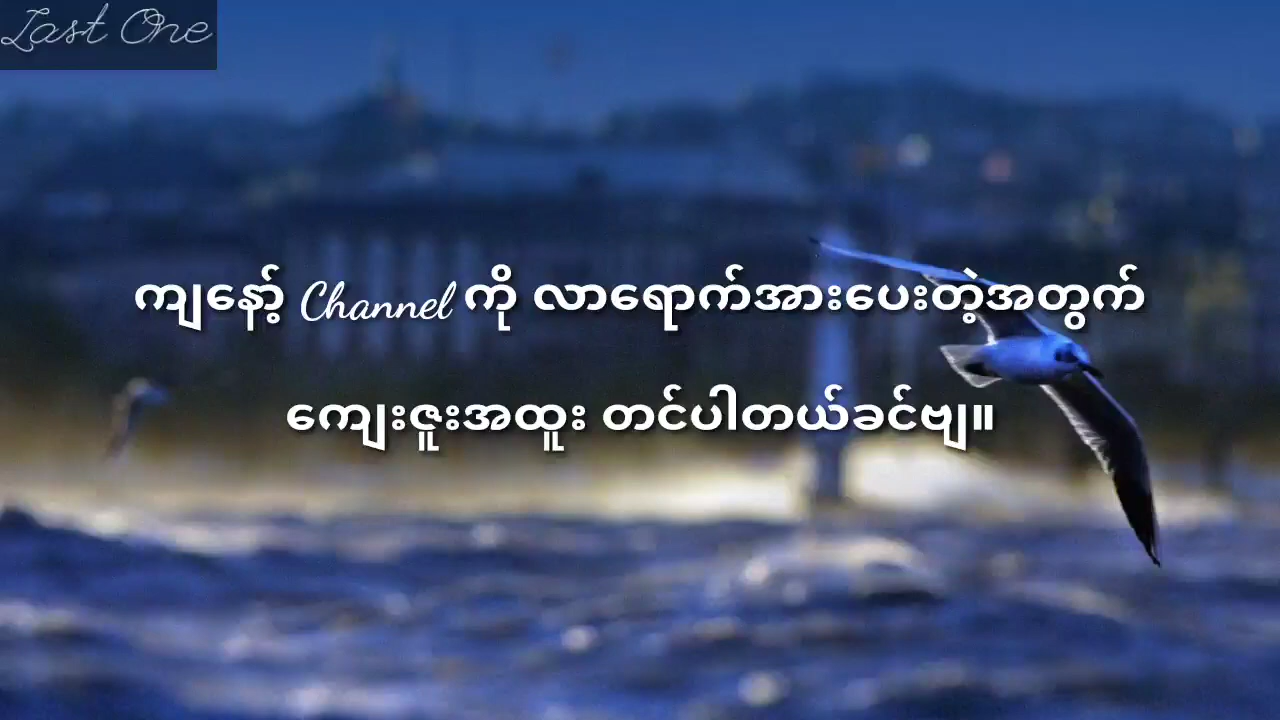 Last One
ကျနော့် Channel ကို လာရောက်အားပေးတဲ့အတွက်
ကျေးဇူးအထူး တင်ပါတယ်ခင်ဗျ။